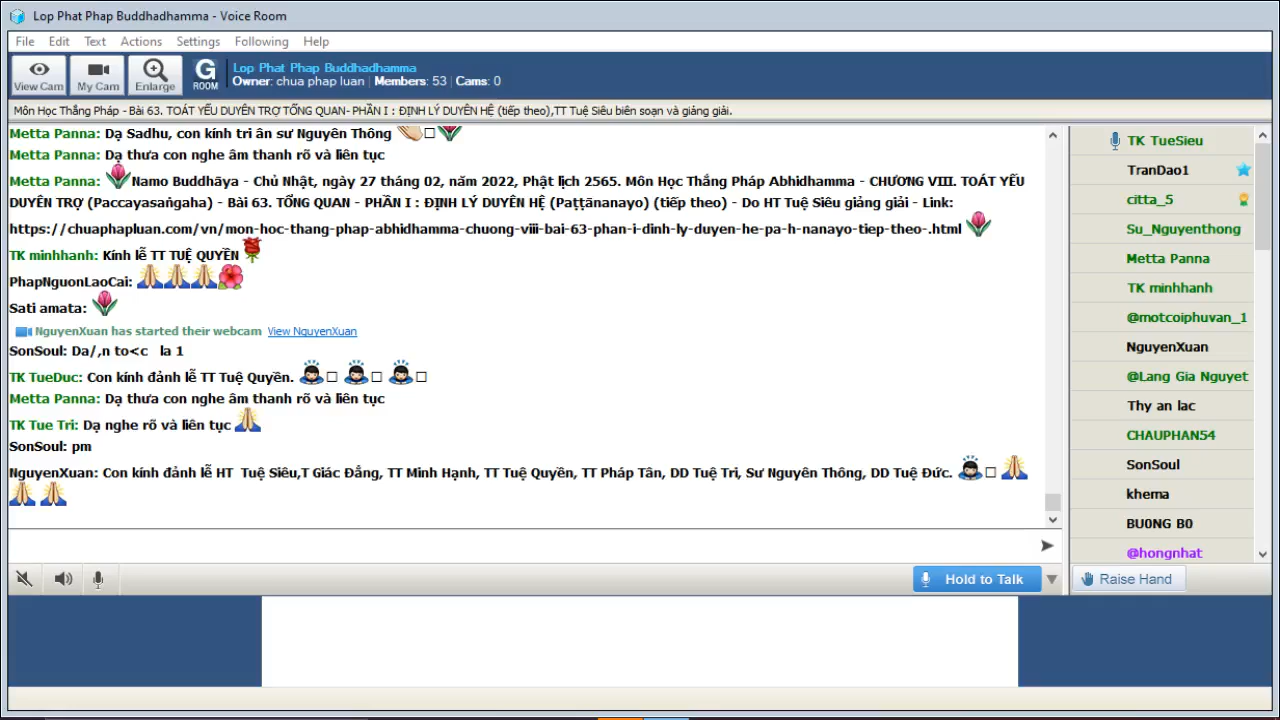 Lop Phat Phap Buddhadhamma - Voice Room
File Edit Text Actions Settings Following Help
View Cam My Cam Enlarge G ROOM
Lop Phat Phap Buddhadhamma
Owner: chua phap luan | Members: 53 | Cams: 0
Môn Học Thắng Pháp - Bài 63. TOÁT YẾU DUYÊN TRỢ TỔNG QUAN- PHẦN I : ĐỊNH LÝ DUYÊN HỆ (tiếp theo),TT Tuệ Siêu biên soạn và giảng giải.
Metta Panna: Dạ Sadhu, con kính tri ân sư Nguyên Thông
Metta Panna: Dạ thưa con nghe âm thanh rõ và liên tục
Metta Panna: Namo Buddhāya - Chủ Nhật, ngày 27 tháng 02, năm 2022, Phật lịch 2565. Môn Học Thắng Pháp Abhidhamma - CHƯƠNG VIII. TOÁT YẾU
DUYÊN TRỢ (Paccayasaṅgaha) - Bài 63. TỔNG QUAN - PHẦN I : ĐỊNH LÝ DUYÊN HỆ (Paṭṭānanayo) (tiếp theo) - Do HT Tuệ Siêu giảng giải - Link:
https://chuaphapluan.com/vn/mon-hoc-thang-phap-abhidhamma-chuong-viii-bai-63-phan-i-dinh-ly-duyen-he-pa-h-nanayo-tiep-theo-.html
TK minhhanh: Kính lễ TT TUỆ QUYỀN
PhapNguonLaoCai:
Sati amata:
NguyenXuan has started their webcam View NguyenXuan
SonSoul: Da/,n to<c la 1
TK TueDuc: Con kính đảnh lễ TT Tuệ Quyền.
Metta Panna: Dạ thưa con nghe âm thanh rõ và liên tục
TK Tue Tri: Dạ nghe rõ và liên tục
SonSoul: pm
NguyenXuan: Con kính đảnh lễ HT Tuệ Siêu,T Giác Đẳng, TT Minh Hạnh, TT Tuệ Quyền, TT Pháp Tân, DD Tuệ Tri, Sư Nguyên Thông, DD Tuệ Đức.
TK TueSieu
TranDao1
citta_5
Su_Nguyenthong
Metta Panna
TK minhhanh
@motcoiphuvan_1
NguyenXuan
@Lang Gia Nguyet
Thy an lac
CHAUPHAN54
SonSoul
khema
BU0NG B0
@hongnhat
Hold to Talk
Raise Hand